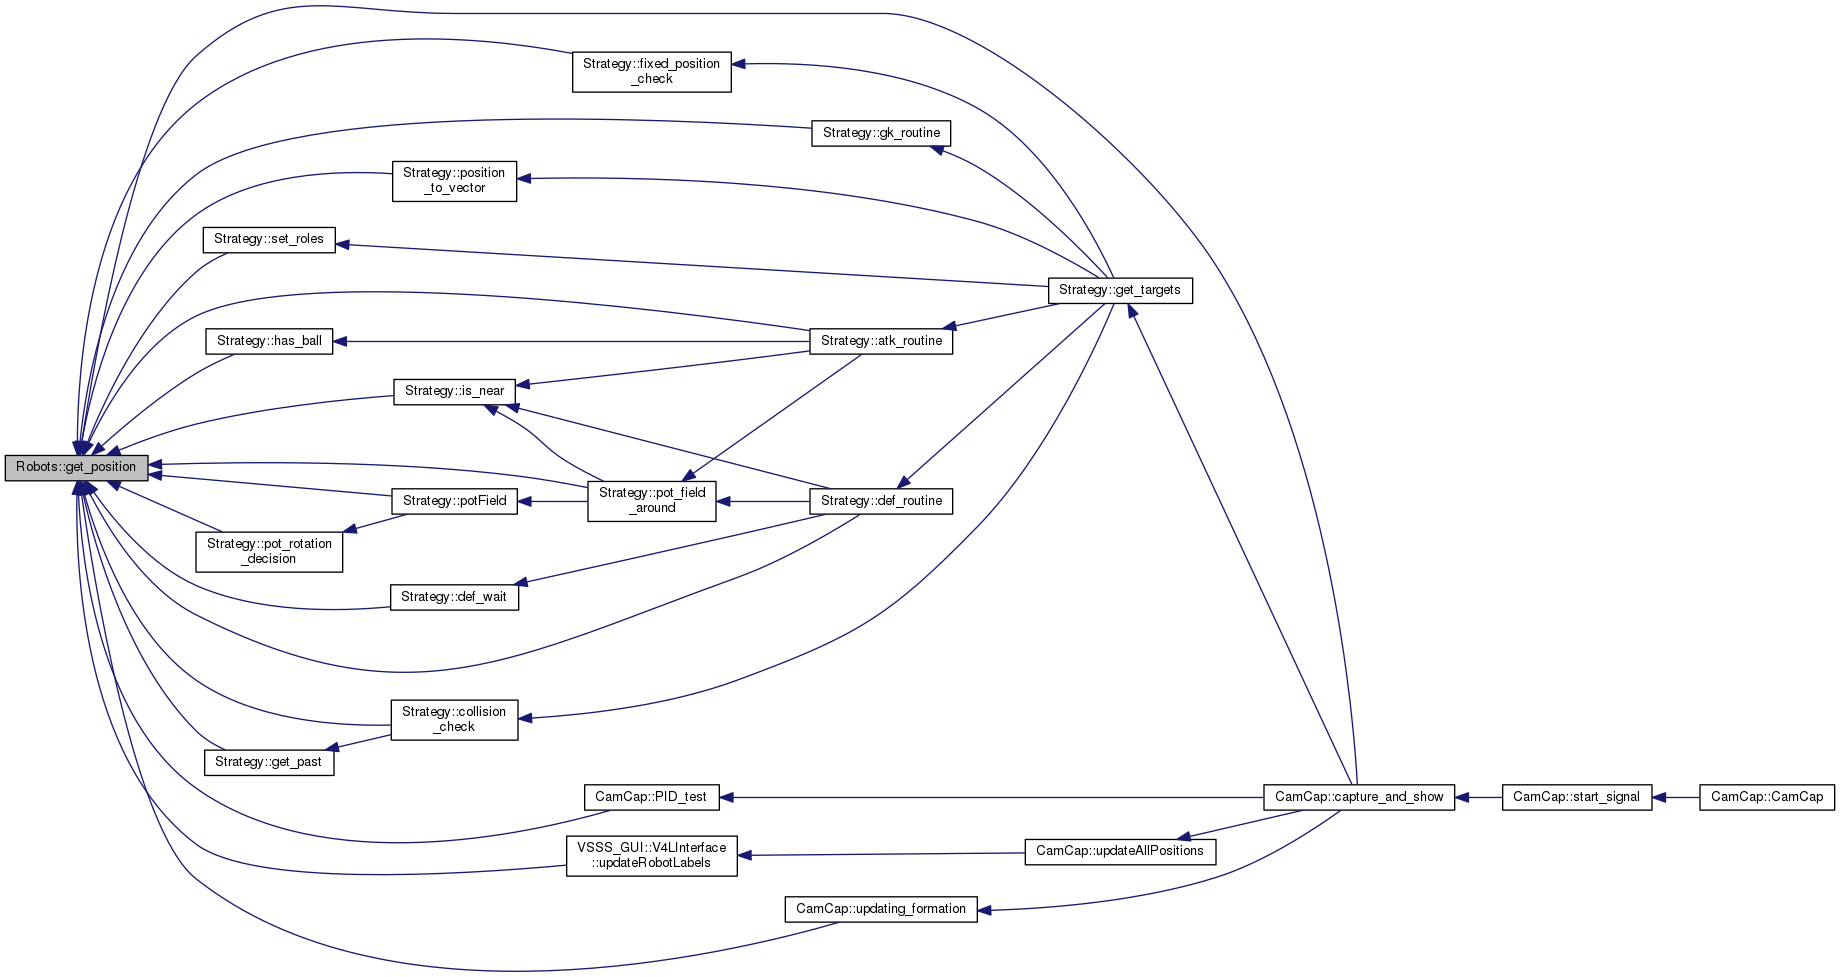 Strategy::fixed_position
_check
Strategy::gk_routine
Strategy::position
_to_vector
Strategy::set_roles
Strategy::get_targets
Strategy::has_ball
Strategy::atk_routine
Strategy::is_near
Robots::get_position
Strategy::potField
Strategy::pot_field
_around
Strategy::def_routine
Strategy::pot_rotation
_decision
Strategy::def_wait
Strategy::collision
_check
Strategy::get_past
CamCap::PID_test
CamCap::capture_and_show
CamCap::start_signal
CamCap::CamCap
VSSS_GUI::V4LInterface
::updateRobotLabels
CamCap::updateAllPositions
CamCap::updating_formation